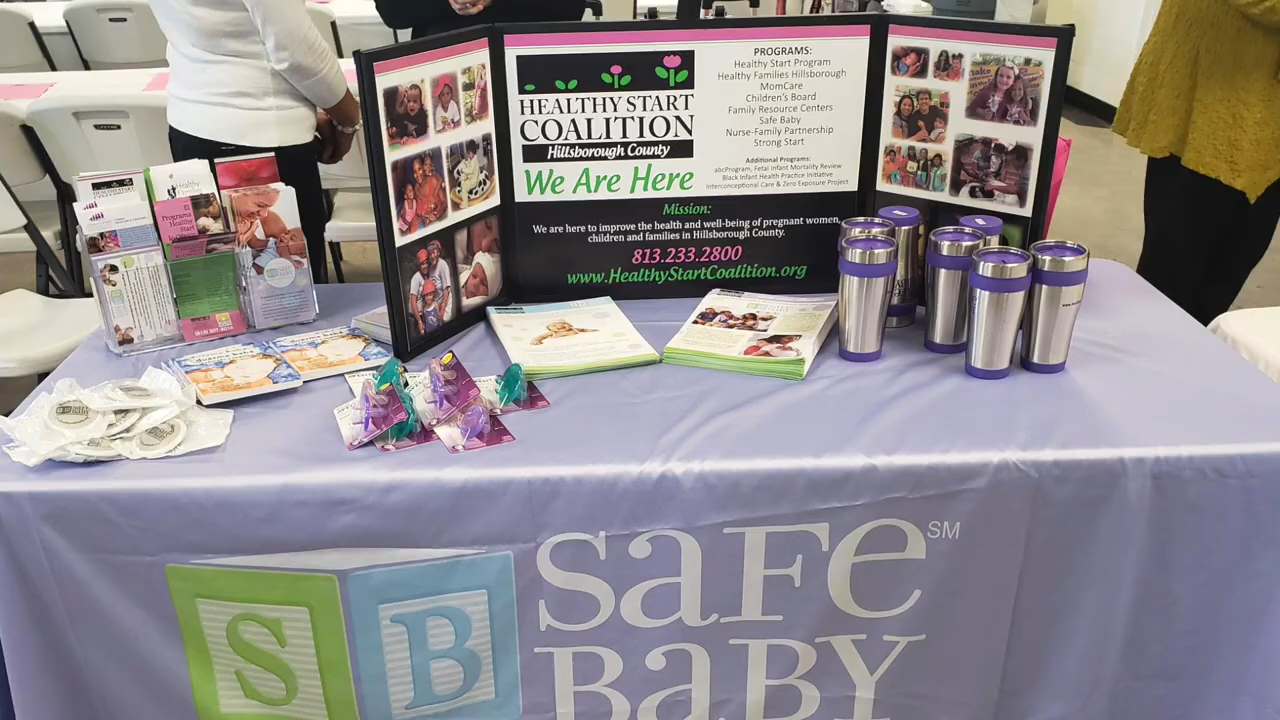 HEALTHY START
COALITION
Hillsborough County
We Are Here
PROGRAMS:
Healthy Start Program
Healthy Families Hillsborough
MomCare
Children's Board
Family Resource Centers
Safe Baby
Nurse-Family Partnership
Strong Start
Additional Programs:
abcProgram, Fetal Infant Mortality Review
Black Infant Health Practice Initiative
Interconceptional Care & Zero Exposure Project
Mission:
We are here to improve the health and well-being of pregnant women,
children and families in Hillsborough County.
813.233.2800
www.HealthyStartCoalition.org
Healthy
Families
Programs
Healthy
Start
SaFe SM
BaBY
S B